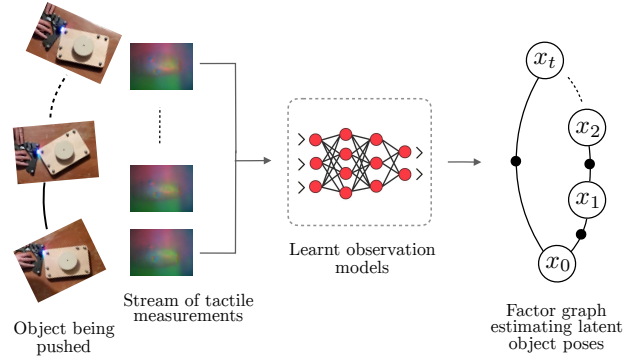 x_t
x_2
x_1
x_0
Learnt observation
models
Stream of tactile
measurements
Object being
pushed
Factor graph
estimating latent
object poses